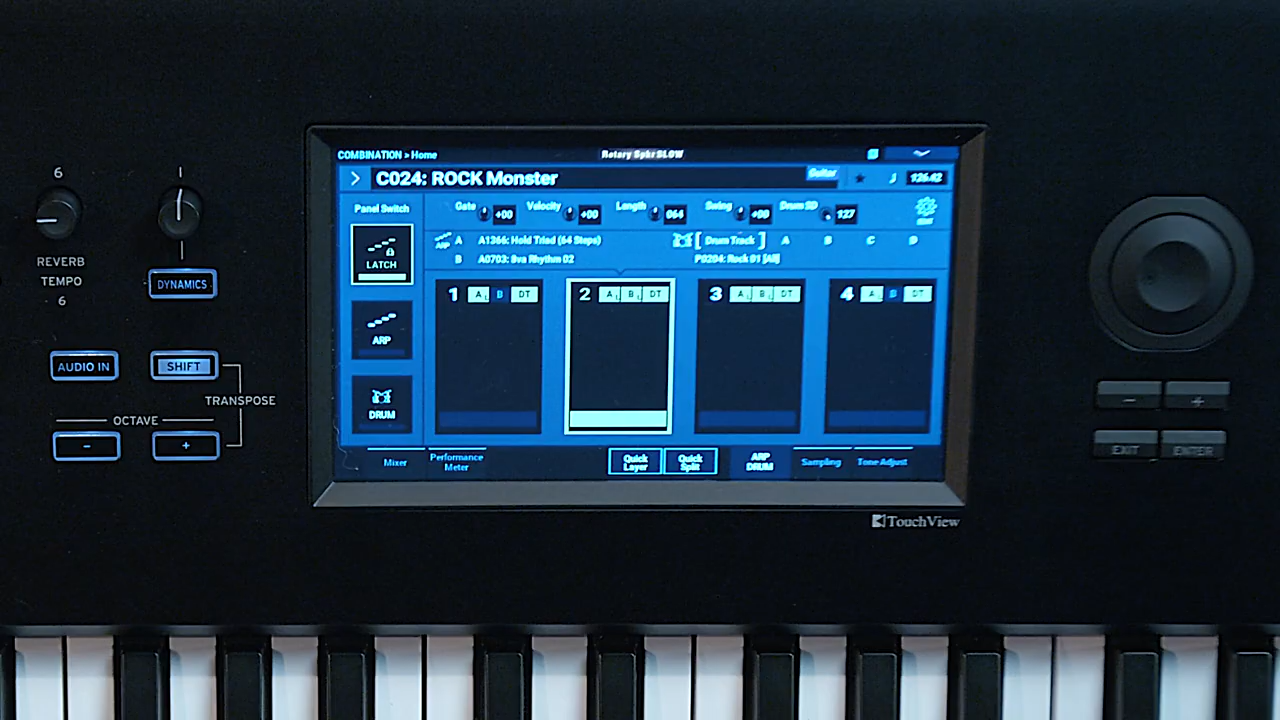 COMBINATION > Home
Rotary Spkr SLOW
C024: ROCK Monster
Guitar
126.42
Panel Switch
Gate +00 Velocity +00 Length 064 Swing +00 Drum SD 127
LATCH
ARP A A1366: Hold Triad (64 Steps)
[ Drum Track ] A B C D
B A0703: 8va Rhythm 02
P0204: Rock 01 [All]
1 A B DT
2 A B DT
3 A B DT
4 A B DT
ARP
DRUM
Mixer
Performance
Meter
Quick
Layer
Quick
Split
ARP
DRUM
Sampling
Tone Adjust
TouchView
6
REVERB
TEMPO
6
DYNAMICS
AUDIO IN
SHIFT
TRANSPOSE
OCTAVE
-
+
-
+
EXIT
ENTER